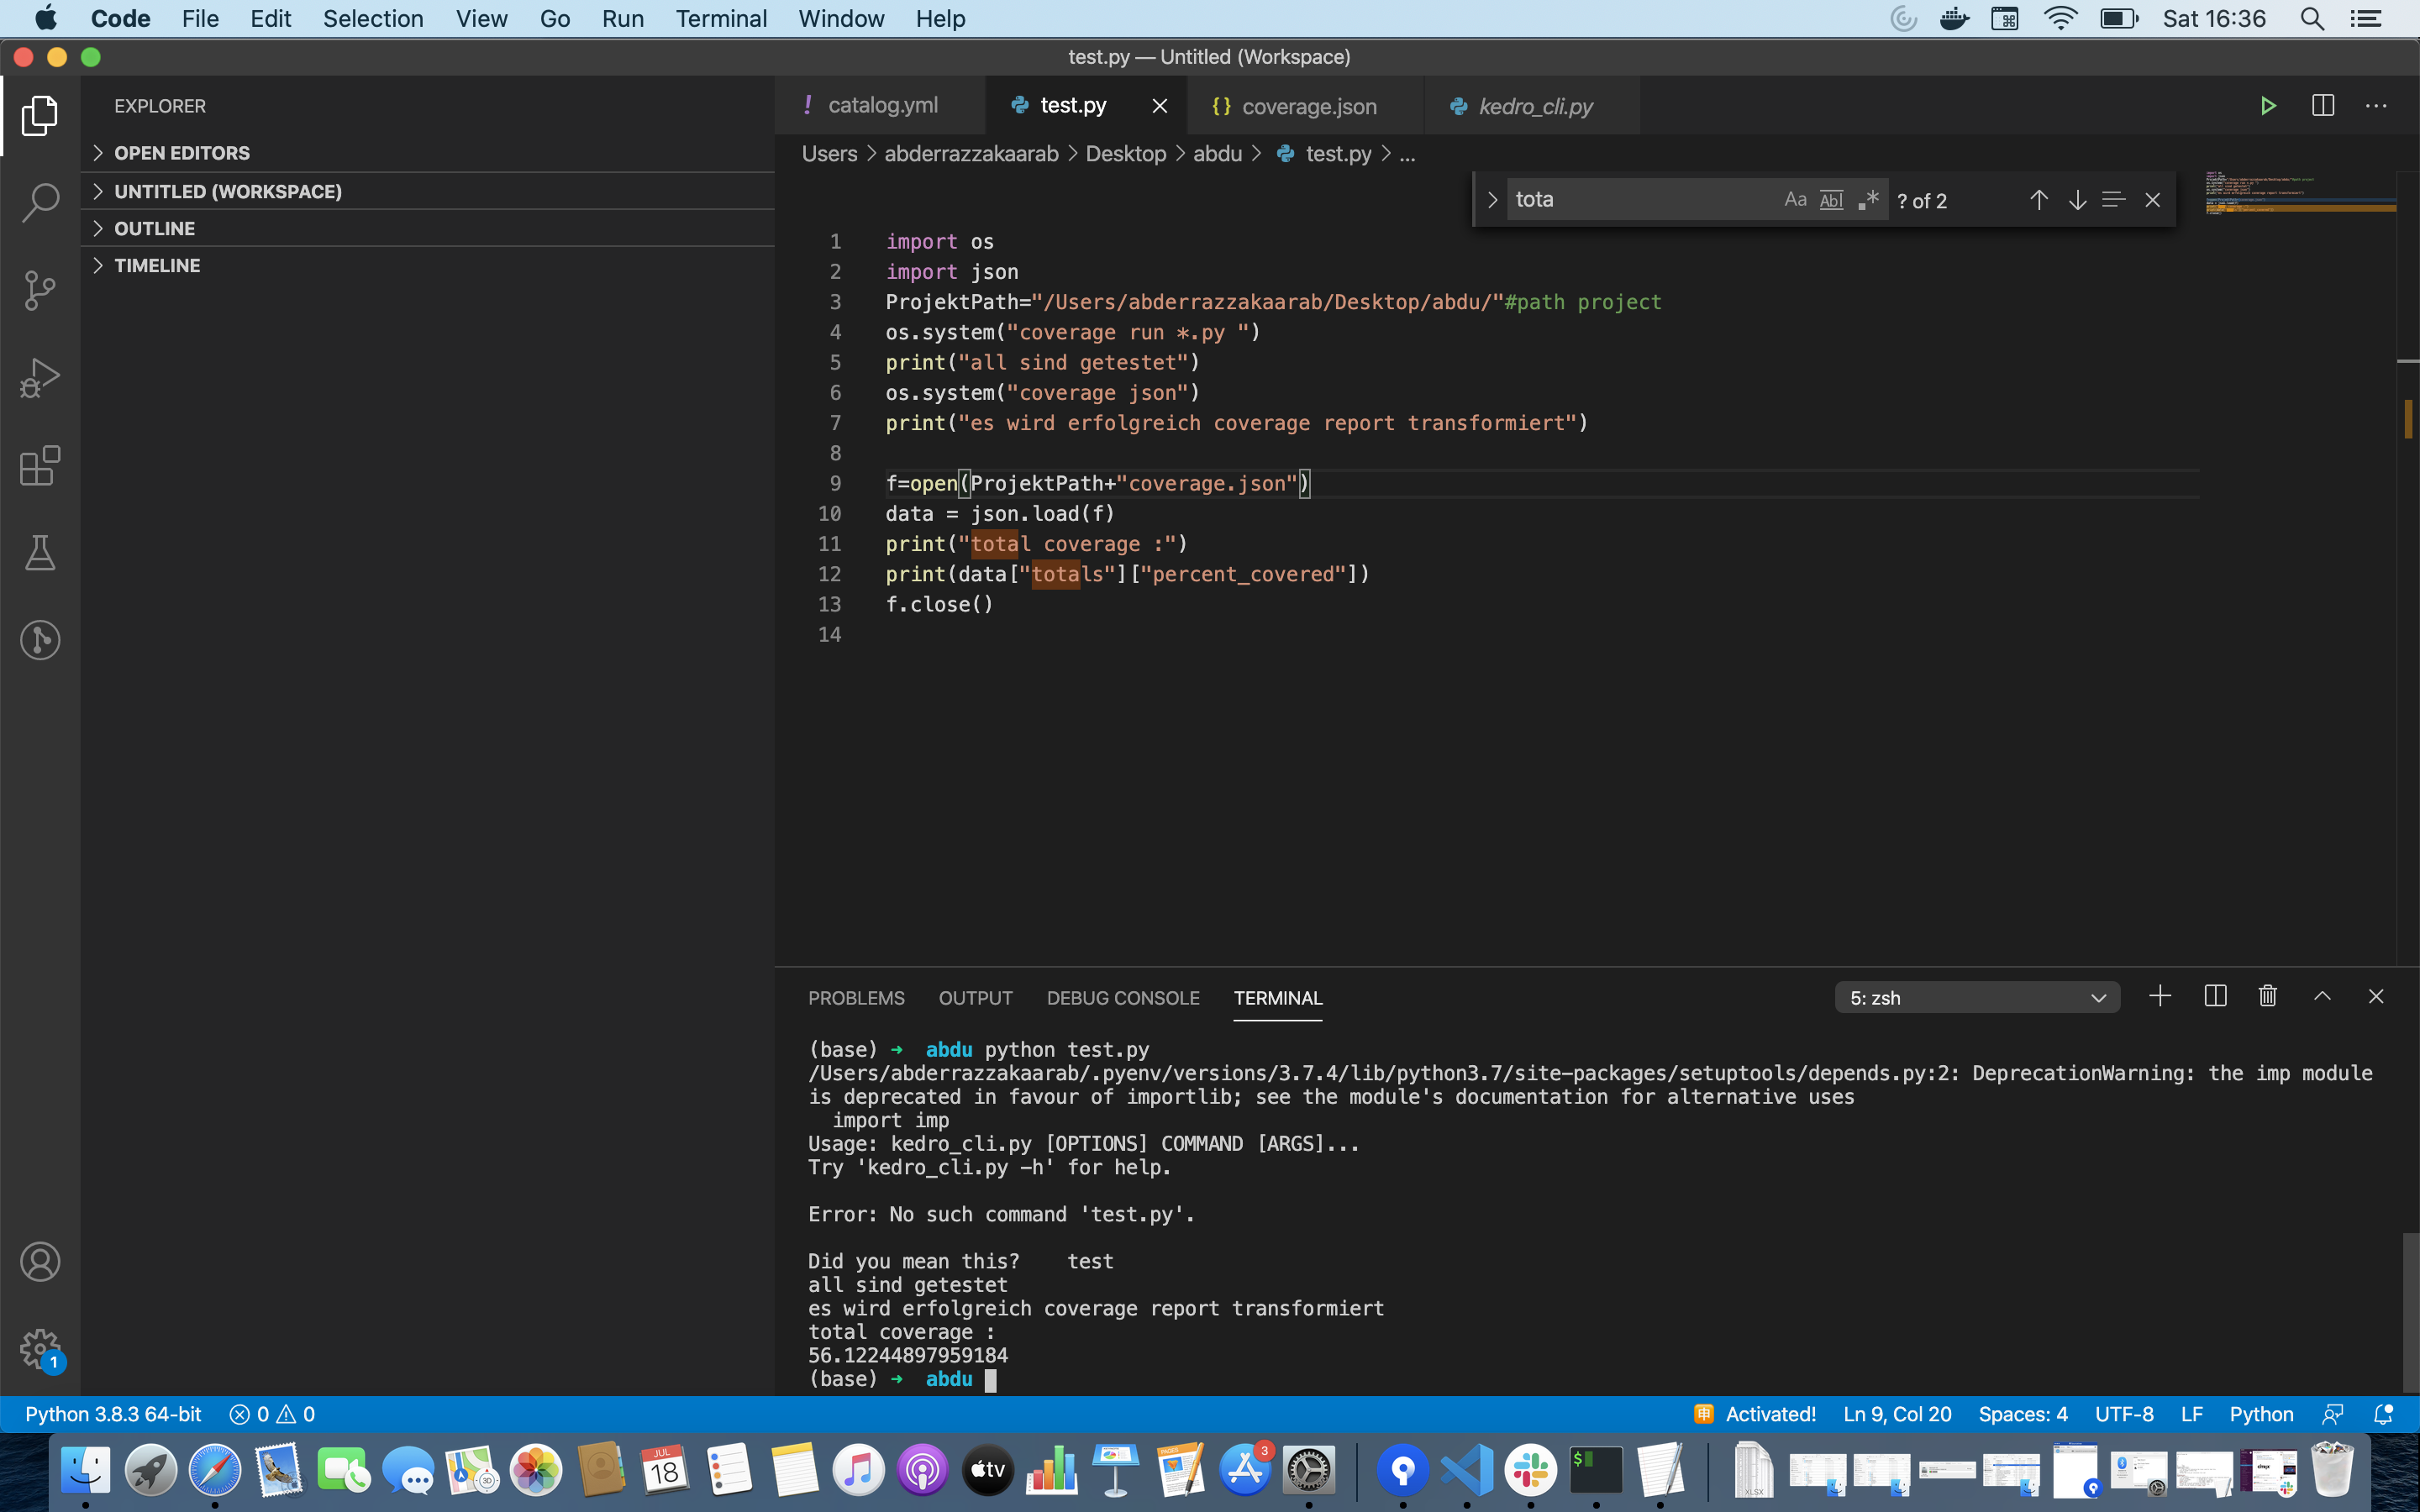 Code File Edit Selection View Go Run Terminal Window Help Sat 16:36
test.py — Untitled (Workspace)
EXPLORER
OPEN EDITORS
UNTITLED (WORKSPACE)
OUTLINE
TIMELINE
catalog.yml test.py coverage.json kedro_cli.py
Users > abderrazzakaarab > Desktop > abdu > test.py > ...
tota Aa Abl .* ? of 2
1 import os
2 import json
3 ProjektPath="/Users/abderrazzakaarab/Desktop/abdu/"#path project
4 os.system("coverage run *.py ")
5 print("all sind getestet")
6 os.system("coverage json")
7 print("es wird erfolgreich coverage report transformiert")
8
9 f=open(ProjektPath+"coverage.json")
10 data = json.load(f)
11 print("total coverage :")
12 print(data["totals"]["percent_covered"])
13 f.close()
14
PROBLEMS OUTPUT DEBUG CONSOLE TERMINAL 5: zsh
(base) ➜ abdu python test.py
/Users/abderrazzakaarab/.pyenv/versions/3.7.4/lib/python3.7/site-packages/setuptools/depends.py:2: DeprecationWarning: the imp module
is deprecated in favour of importlib; see the module's documentation for alternative uses
import imp
Usage: kedro_cli.py [OPTIONS] COMMAND [ARGS]...
Try 'kedro_cli.py -h' for help.
Error: No such command 'test.py'.
Did you mean this? test
all sind getestet
es wird erfolgreich coverage report transformiert
total coverage :
56.12244897959184
(base) ➜ abdu
1
Python 3.8.3 64-bit 0 0 Activated! Ln 9, Col 20 Spaces: 4 UTF-8 LF Python
JUL
18
3D
tv
PAGES
3
$
XLSX